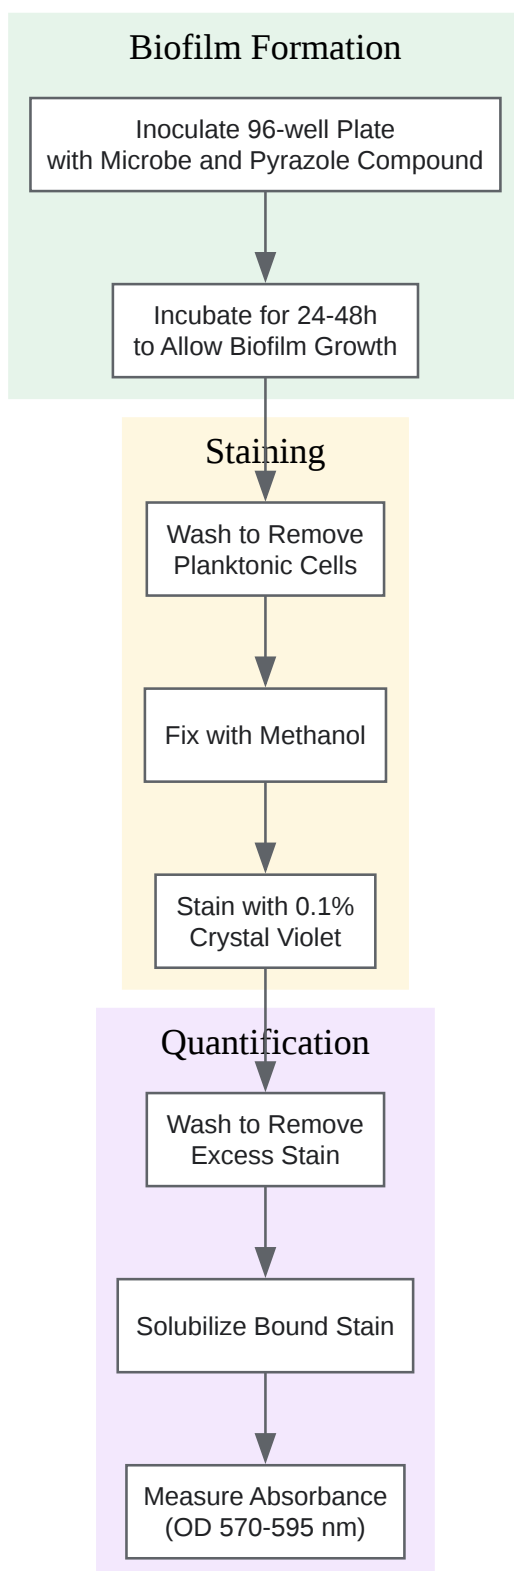 Biofilm Formation
Inoculate 96-well Plate
with Microbe and Pyrazole Compound
Incubate for 24-48h
to Allow Biofilm Growth
Staining
Wash to Remove
Planktonic Cells
Fix with Methanol
Stain with 0.1%
Crystal Violet
Quantification
Wash to Remove
Excess Stain
Solubilize Bound Stain
Measure Absorbance
(OD 570-595 nm)